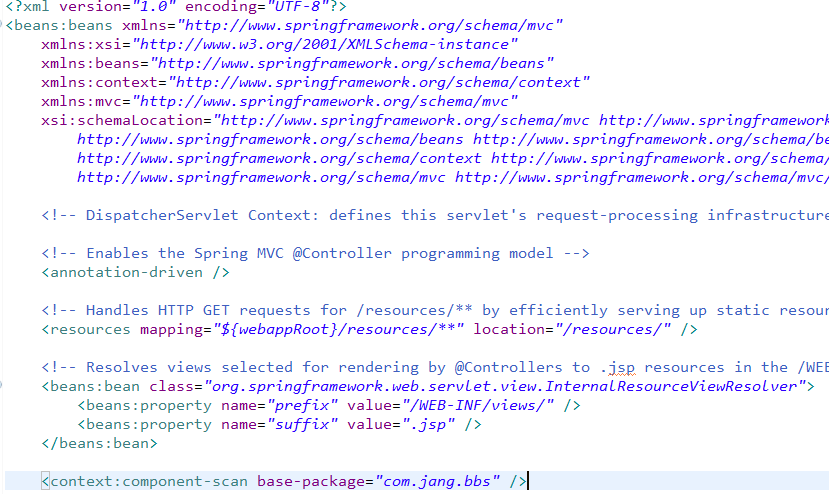 <?xml version="1.0" encoding="UTF-8"?>
<beans:beans xmlns="http://www.springframework.org/schema/mvc"
xmlns:xsi="http://www.w3.org/2001/XMLSchema-instance"
xmlns:beans="http://www.springframework.org/schema/beans"
xmlns:context="http://www.springframework.org/schema/context"
xmlns:mvc="http://www.springframework.org/schema/mvc"
xsi:schemaLocation="http://www.springframework.org/schema/mvc http://www.springframework
http://www.springframework.org/schema/beans http://www.springframework.org/schema/be
http://www.springframework.org/schema/context http://www.springframework.org/schema/
http://www.springframework.org/schema/mvc http://www.springframework.org/schema/mvc/
<!-- DispatcherServlet Context: defines this servlet's request-processing infrastructure
<!-- Enables the Spring MVC @Controller programming model -->
<annotation-driven />
<!-- Handles HTTP GET requests for /resources/** by efficiently serving up static resour
<resources mapping="${webappRoot}/resources/**" location="/resources/" />
<!-- Resolves views selected for rendering by @Controllers to .jsp resources in the /WEB
<beans:bean class="org.springframework.web.servlet.view.InternalResourceViewResolver">
<beans:property name="prefix" value="/WEB-INF/views/" />
<beans:property name="suffix" value=".jsp" />
</beans:bean>
<context:component-scan base-package="com.jang.bbs" />